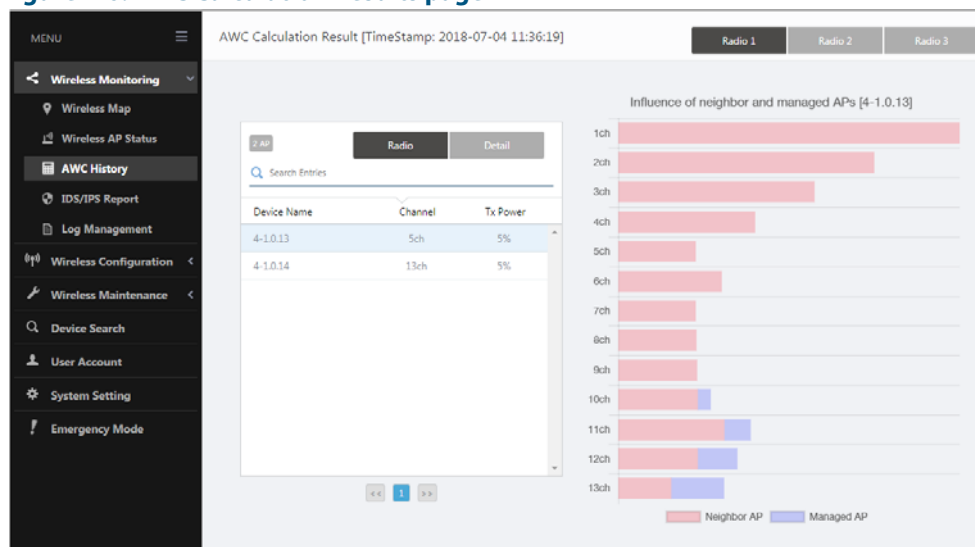 MENU
Wireless Monitoring
Wireless Map
Wireless AP Status
AWC History
IDS/IPS Report
Log Management
Wireless Configuration
Wireless Maintenance
Device Search
User Account
System Setting
Emergency Mode
AWC Calculation Result [TimeStamp: 2018-07-04 11:36:19]
Radio 1 Radio 2 Radio 3
2 AP Radio Detail
Search Entries
Device Name Channel Tx Power
4-1.0.13 5ch 5%
4-1.0.14 13ch 5%
<< 1 >>
Influence of neighbor and managed APs [4-1.0.13]
1ch
2ch
3ch
4ch
5ch
6ch
7ch
8ch
9ch
10ch
11ch
12ch
13ch
Neighbor AP Managed AP